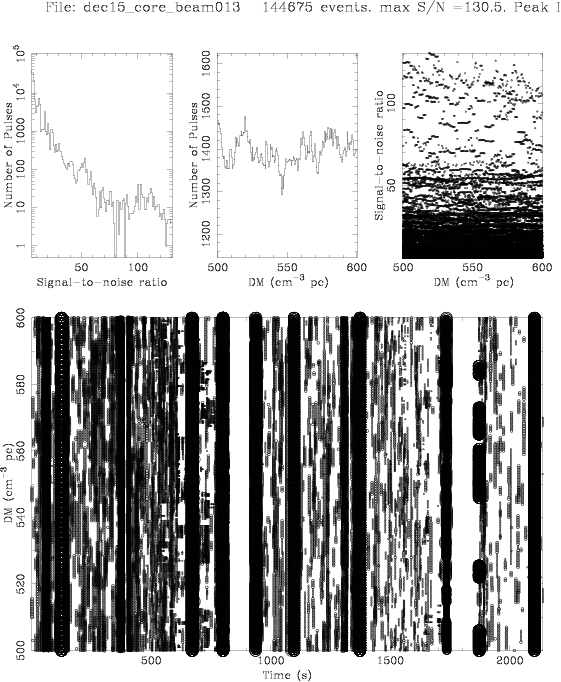 File: dec15_core_beam013 144675 events. max S/N =130.5. Peak
Number of Pulses
10^5
10^4
1000
100
10
1
50 100
Signal-to-noise ratio
Number of Pulses
1600
1500
1400
1300
1200
500 550 600
DM (cm^-3 pc)
Signal-to-noise ratio
100
50
500 550 600
DM (cm^-3 pc)
DM (cm^-3 pc)
600
580
560
540
520
500
500 1000 1500 2000
Time (s)